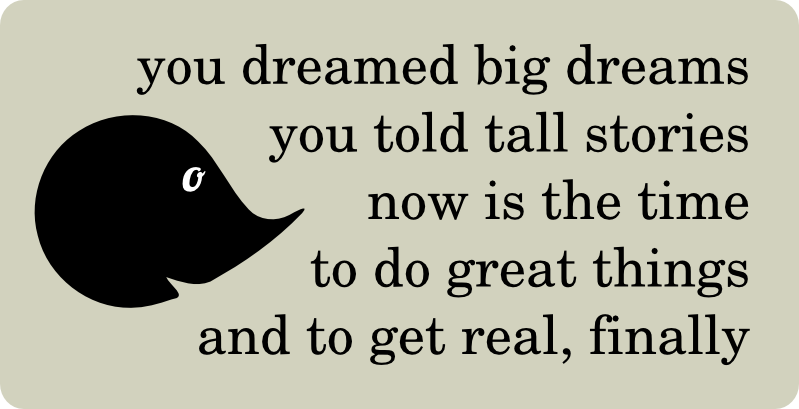 you dreamed big dreams
you told tall stories
now is the time
to do great things
and to get real, finally